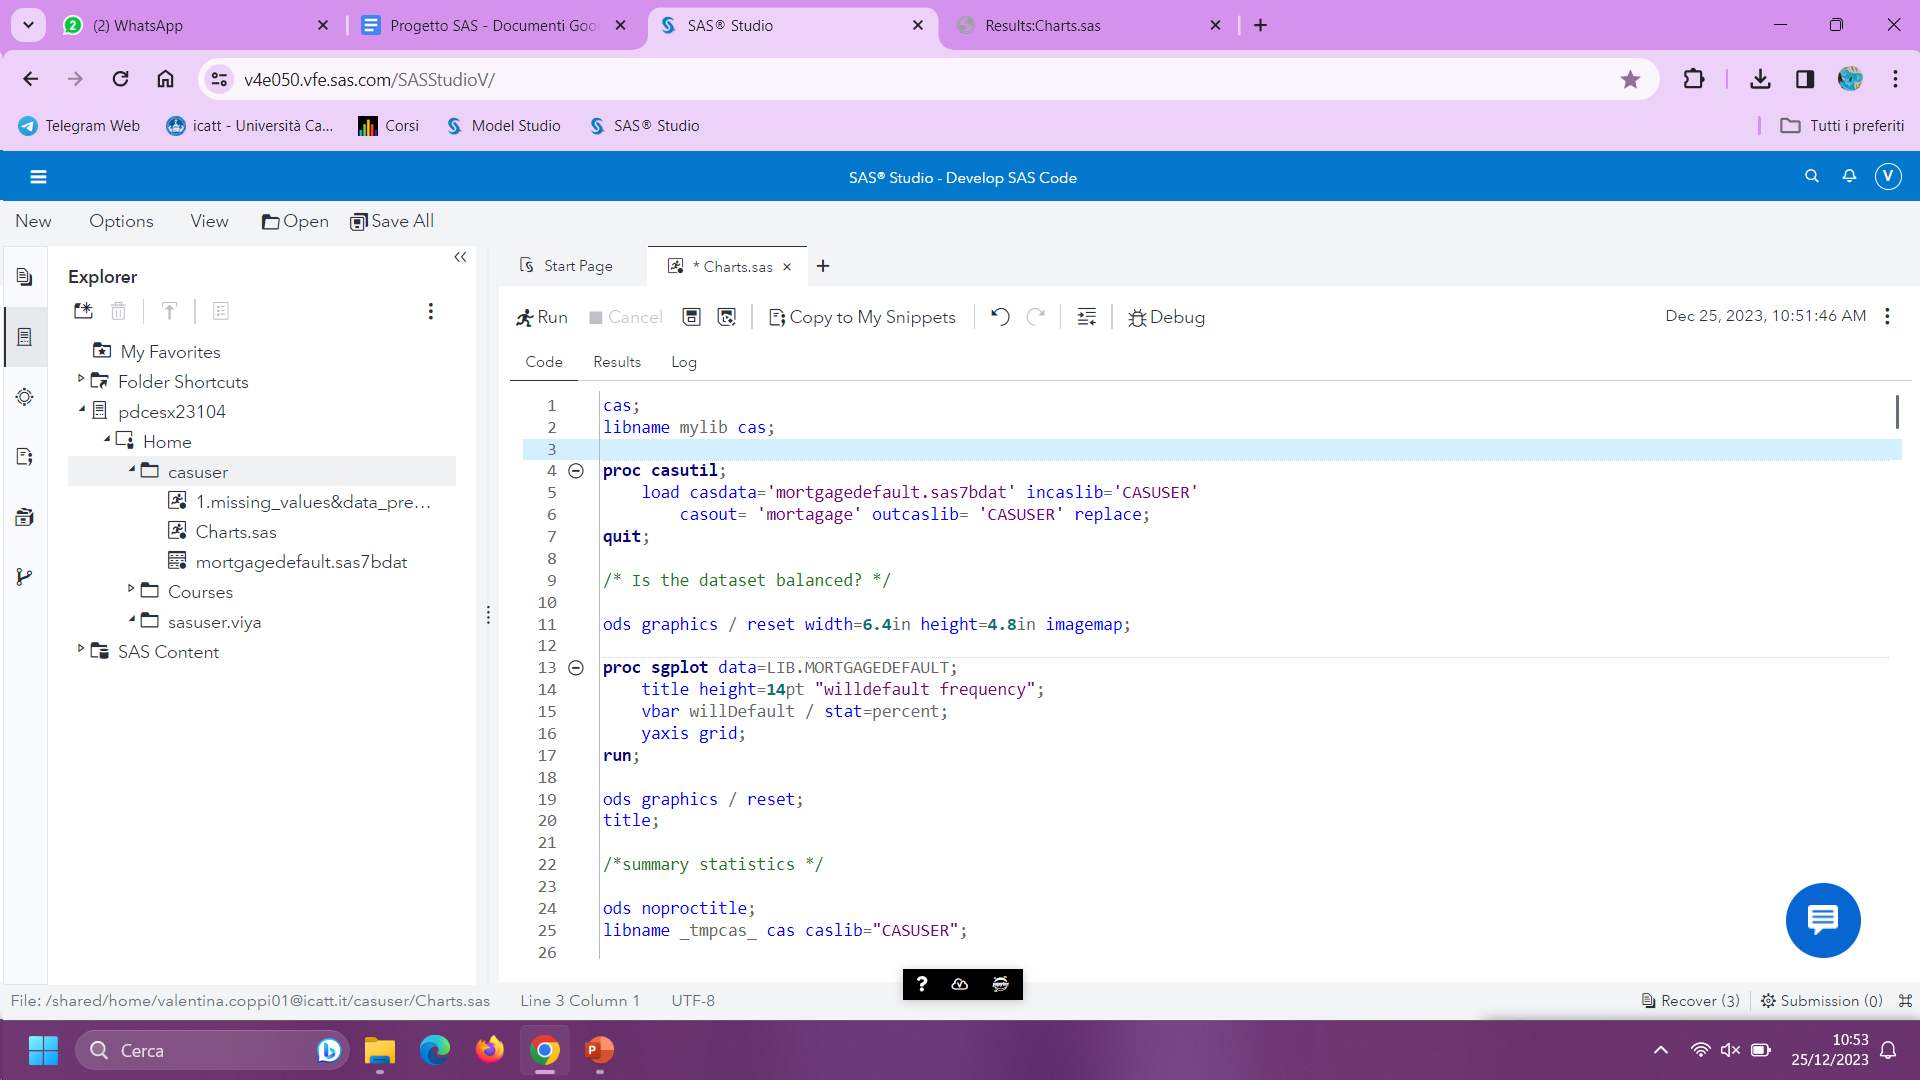 (2) WhatsApp
Progetto SAS - Documenti Goo
SAS® Studio
Results:Charts.sas
v4e050.vfe.sas.com/SASStudioV/
Telegram Web
icatt - Università Ca...
Corsi
Model Studio
SAS® Studio
Tutti i preferiti
SAS® Studio - Develop SAS Code
V
New
Options
View
Open
Save All
Explorer
My Favorites
Folder Shortcuts
pdcesx23104
Home
casuser
1.missing_values&data_pre...
Charts.sas
mortgagedefault.sas7bdat
Courses
sasuser.viya
SAS Content
Start Page
* Charts.sas
Run
Cancel
Copy to My Snippets
Debug
Dec 25, 2023, 10:51:46 AM
Code
Results
Log
1 cas;
2 libname mylib cas;
3
4 proc casutil;
5 load casdata='mortgagedefault.sas7bdat' incaslib='CASUSER'
6 casout= 'mortagage' outcaslib= 'CASUSER' replace;
7 quit;
8
9 /* Is the dataset balanced? */
10
11 ods graphics / reset width=6.4in height=4.8in imagemap;
12
13 proc sgplot data=LIB.MORTGAGEDEFAULT;
14 title height=14pt "willdefault frequency";
15 vbar willDefault / stat=percent;
16 yaxis grid;
17 run;
18
19 ods graphics / reset;
20 title;
21
22 /*summary statistics */
23
24 ods noproctitle;
25 libname _tmpcas_ cas caslib="CASUSER";
26
?
File: /shared/home/valentina.coppi01@icatt.it/casuser/Charts.sas
Line 3 Column 1
UTF-8
Recover (3)
Submission (0)
Cerca
10:53
25/12/2023